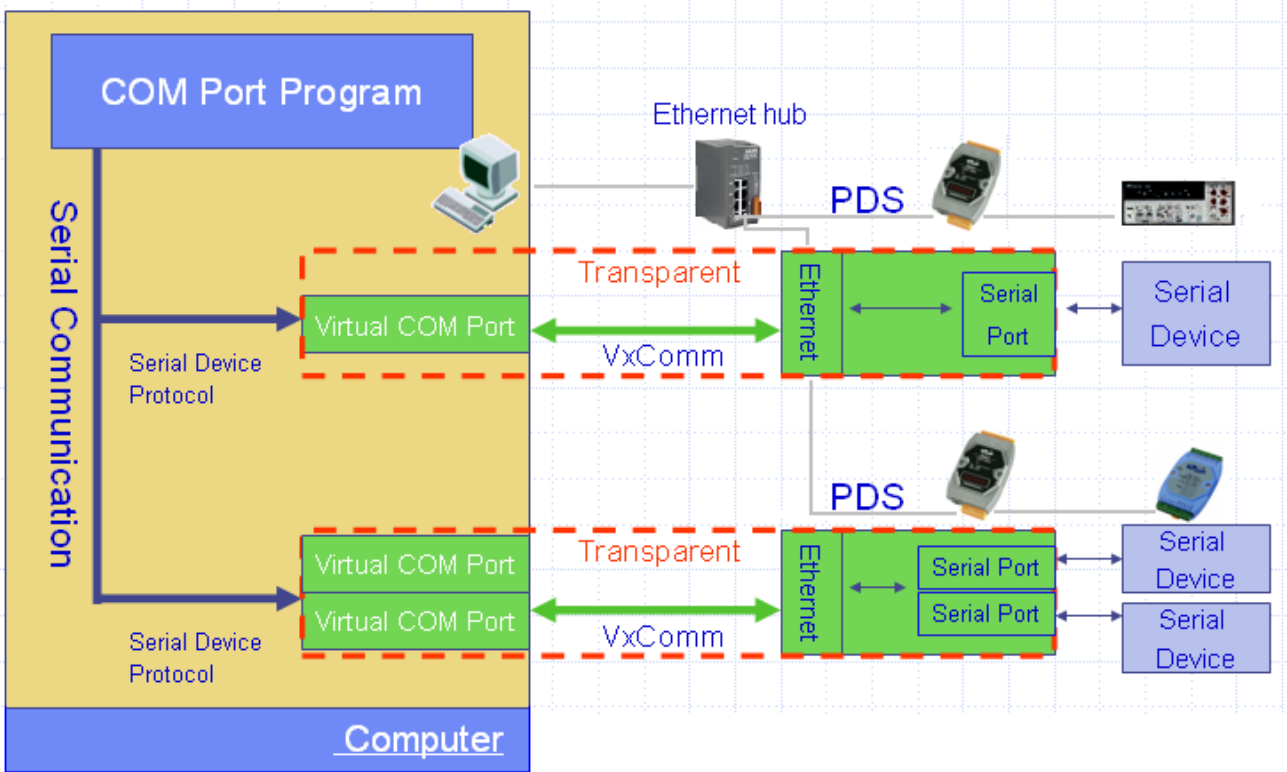 COM Port Program
Ethernet hub
PDS
Serial Communication
Transparent
Ethernet
Serial
Port
Serial
Device
Virtual COM Port
VxComm
Serial Device
Protocol
PDS
Transparent
Virtual COM Port
Virtual COM Port
Ethernet
Serial Port
Serial Port
Serial
Device
Serial
Device
VxComm
Serial Device
Protocol
Computer